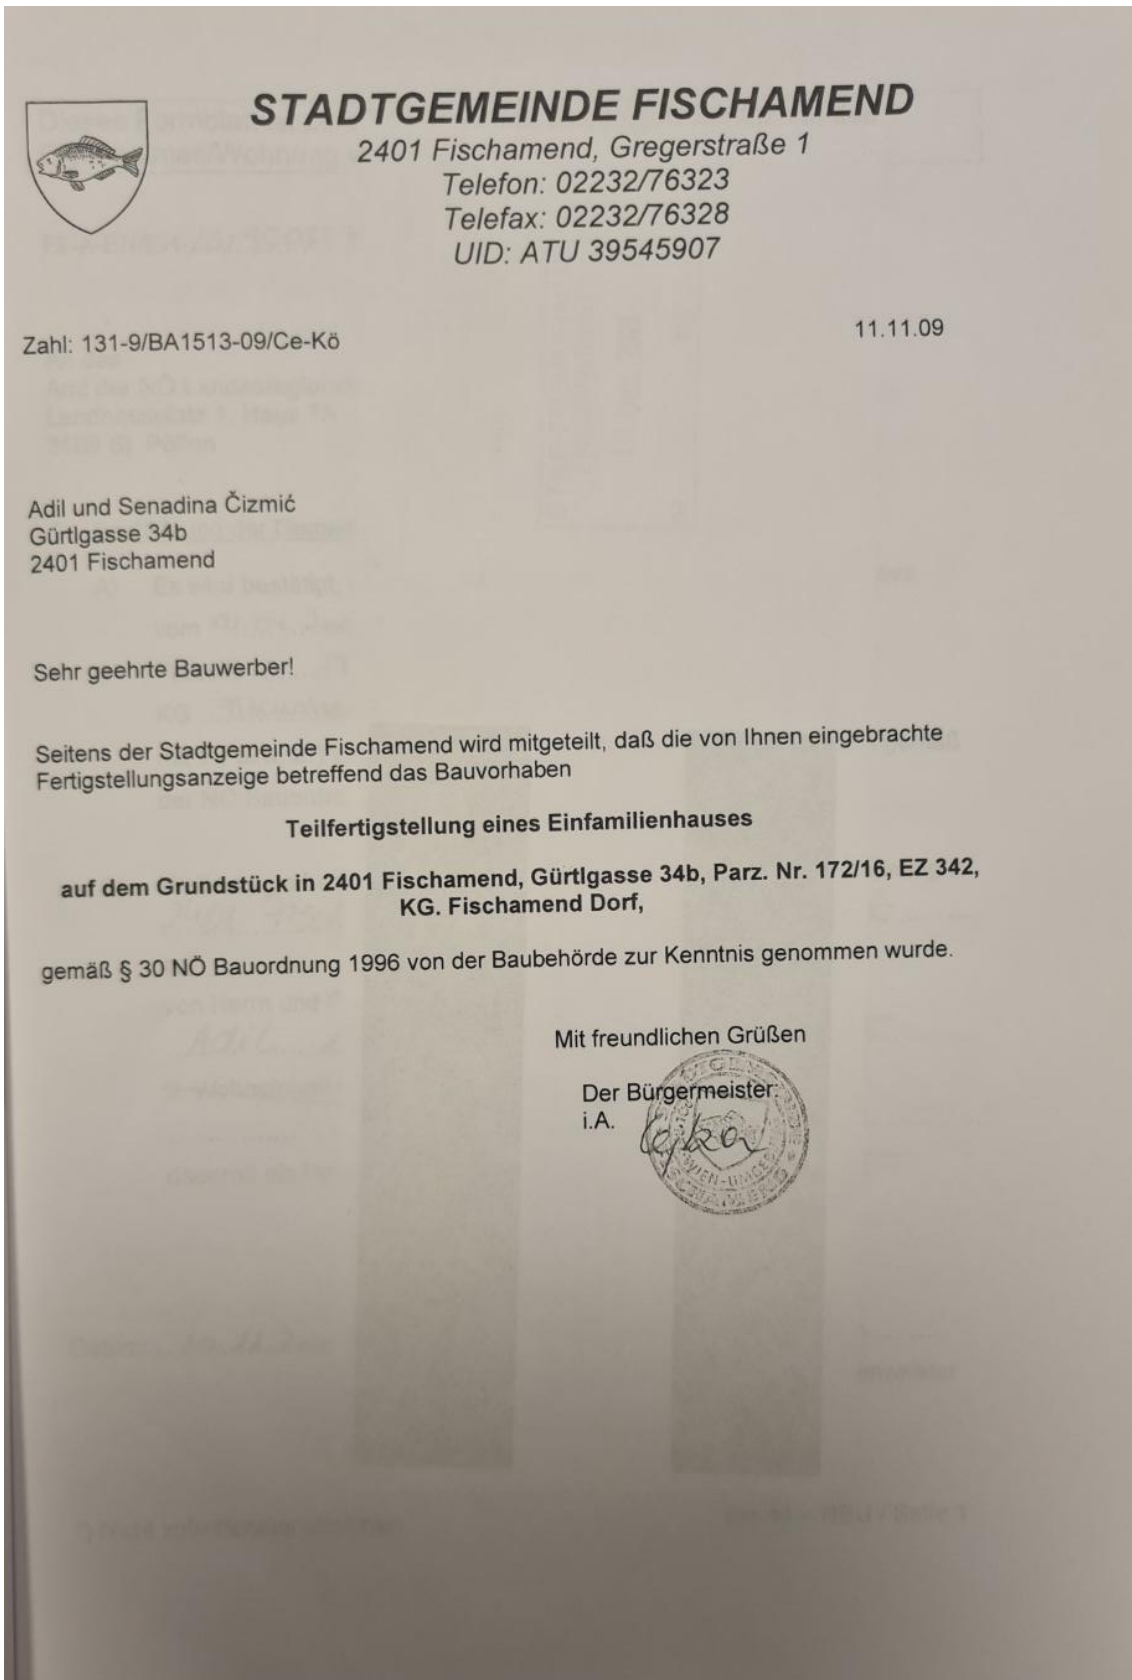 STADTGEMEINDE FISCHAMEND
2401 Fischamend, Gregerstraße 1
Telefon: 02232/76323
Telefax: 02232/76328
UID: ATU 39545907
Zahl: 131-9/BA1513-09/Ce-Kö
11.11.09
Adil und Senadina Čizmić
Gürtlgasse 34b
2401 Fischamend
Sehr geehrte Bauwerber!
Seitens der Stadtgemeinde Fischamend wird mitgeteilt, daß die von Ihnen eingebrachte
Fertigstellungsanzeige betreffend das Bauvorhaben
Teilfertigstellung eines Einfamilienhauses
auf dem Grundstück in 2401 Fischamend, Gürtlgasse 34b, Parz. Nr. 172/16, EZ 342,
KG. Fischamend Dorf,
gemäß § 30 NÖ Bauordnung 1996 von der Baubehörde zur Kenntnis genommen wurde.
Mit freundlichen Grüßen
Der Bürgermeister:
i.A.
WIEN-UMGEB